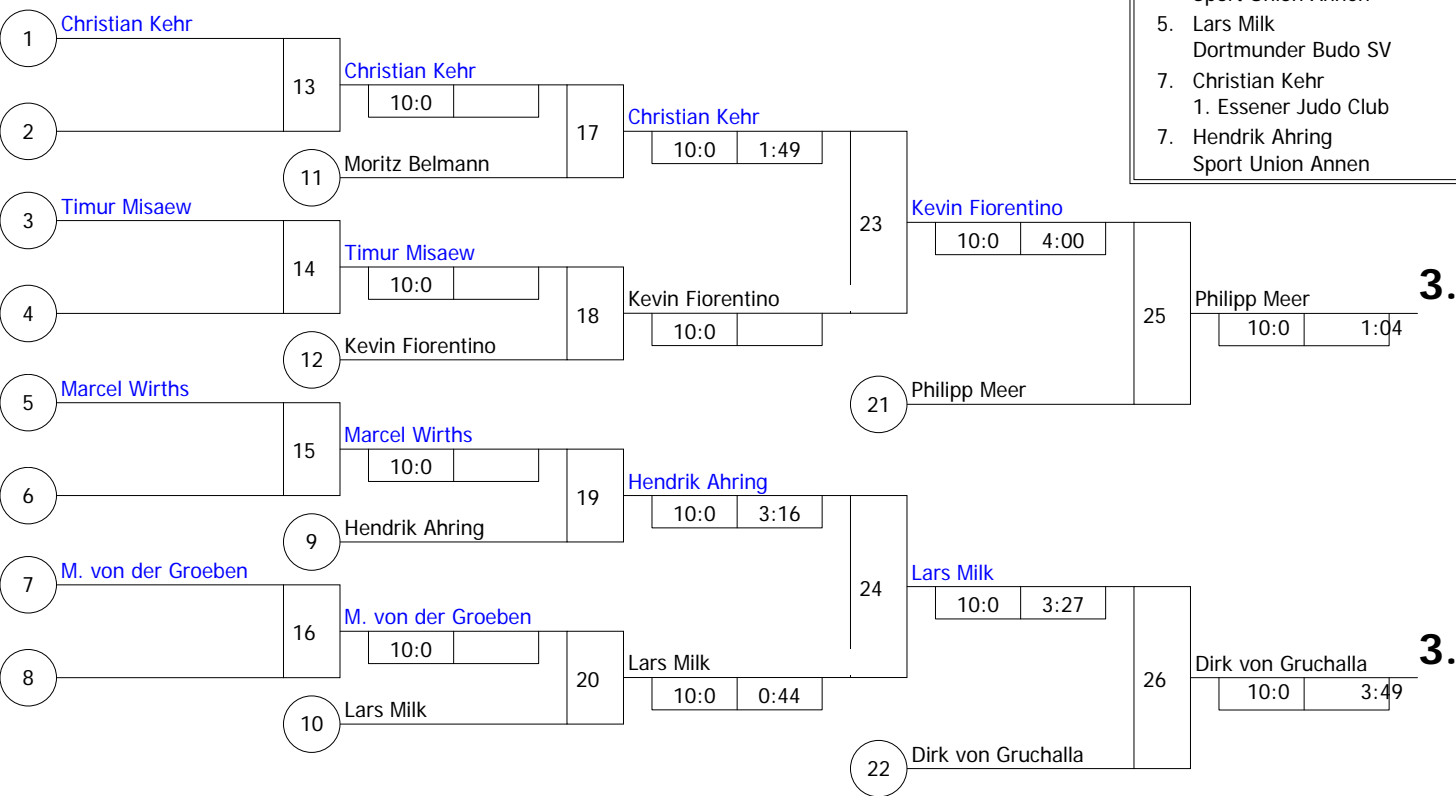 Sport Union Annen
5. Lars Milk
Dortmunder Budo SV
7. Christian Kehr
1. Essener Judo Club
7. Hendrik Ahring
Sport Union Annen
1
Christian Kehr
13
2
Christian Kehr
10:0
17
11
Moritz Belmann
Christian Kehr
10:0 1:49
3
Timur Misaew
14
4
Timur Misaew
10:0
18
12
Kevin Fiorentino
Kevin Fiorentino
10:0
23
Kevin Fiorentino
10:0 4:00
25
21
Philipp Meer
Philipp Meer
10:0 1:04
3.
5
Marcel Wirths
15
6
Marcel Wirths
10:0
19
9
Hendrik Ahring
Hendrik Ahring
10:0 3:16
7
M. von der Groeben
16
8
M. von der Groeben
10:0
20
10
Lars Milk
Lars Milk
10:0 0:44
24
Lars Milk
10:0 3:27
26
22
Dirk von Gruchalla
Dirk von Gruchalla
10:0 3:49
3.